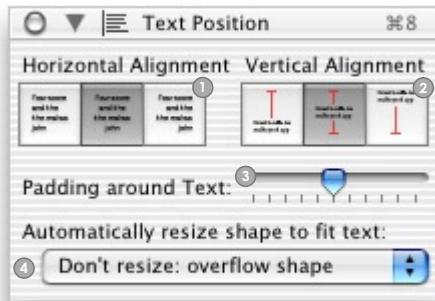 Text Position ⌘8
Horizontal Alignment Vertical Alignment
1 2
Padding around Text: 3
Automatically resize shape to fit text:
4 Don't resize: overflow shape